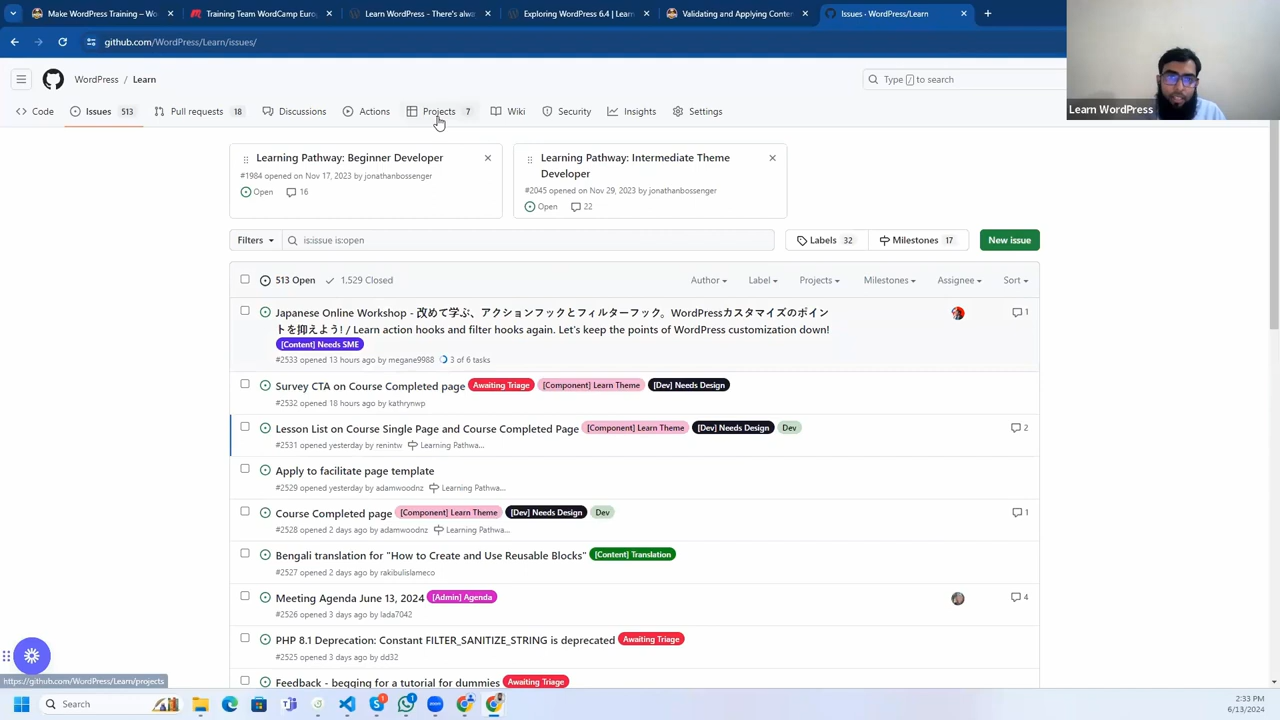 Make WordPress Training – Wo
Training Team WordCamp Euro
Learn WordPress - There's alwa
Exploring WordPress 6.4 | Learn
Validating and Applying Conten
Issues · WordPress/Learn
github.com/WordPress/Learn/issues/
WordPress / Learn
Type / to search
Code
Issues 513
Pull requests 18
Discussions
Actions
Projects 7
Wiki
Security
Insights
Settings
Learn WordPress
Learning Pathway: Beginner Developer
#1984 opened on Nov 17, 2023 by jonathanbossenger
Open 16
Learning Pathway: Intermediate Theme
Developer
#2045 opened on Nov 29, 2023 by jonathanbossenger
Open 22
Filters
is:issue is:open
Labels 32
Milestones 17
New issue
513 Open 1,529 Closed
Author Label Projects Milestones Assignee Sort
Japanese Online Workshop - 改めて学ぶ、アクションフックとフィルターフック。WordPressカスタマイズのポイン
トを抑えよう! / Learn action hooks and filter hooks again. Let's keep the points of WordPress customization down!
[Content] Needs SME
1
#2533 opened 13 hours ago by megane9988 3 of 6 tasks
Survey CTA on Course Completed page Awaiting Triage [Component] Learn Theme [Dev] Needs Design
#2532 opened 18 hours ago by kathrynwp
Lesson List on Course Single Page and Course Completed Page [Component] Learn Theme [Dev] Needs Design Dev 2
#2531 opened yesterday by renintw Learning Pathwa...
Apply to facilitate page template
#2529 opened yesterday by adamwoodnz Learning Pathwa...
Course Completed page [Component] Learn Theme [Dev] Needs Design Dev 1
#2528 opened 2 days ago by adamwoodnz Learning Pathwa...
Bengali translation for "How to Create and Use Reusable Blocks" [Content] Translation
#2527 opened 2 days ago by rakibulislameco
Meeting Agenda June 13, 2024 [Admin] Agenda 4
#2526 opened 3 days ago by lada7042
PHP 8.1 Deprecation: Constant FILTER_SANITIZE_STRING is deprecated Awaiting Triage
#2525 opened 3 days ago by dd32
Feedback - begging for a tutorial for dummies Awaiting Triage
https://github.com/WordPress/Learn/projects
Search
2:33 PM
6/13/2024